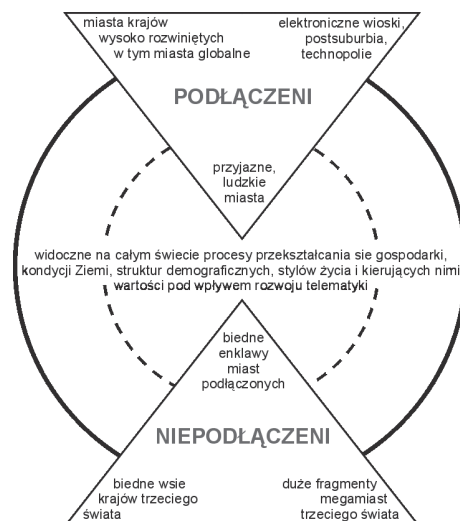 miasta krajów
wysoko rozwiniętych
w tym miasta globalne
elektroniczne wioski,
postsuburbia,
technopolie
PODŁĄCZENI
przyjazne,
ludzkie
miasta
widoczne na całym świecie procesy przekształcania sie gospodarki,
kondycji Ziemi, struktur demograficznych, stylów życia i kierujących nimi
wartości pod wpływem rozwoju telematyki
biedne
enklawy
miast
podłączonych
NIEPODŁĄCZENI
biedne wsie
krajów trzeciego
świata
duże fragmenty
megamiast
trzeciego świata